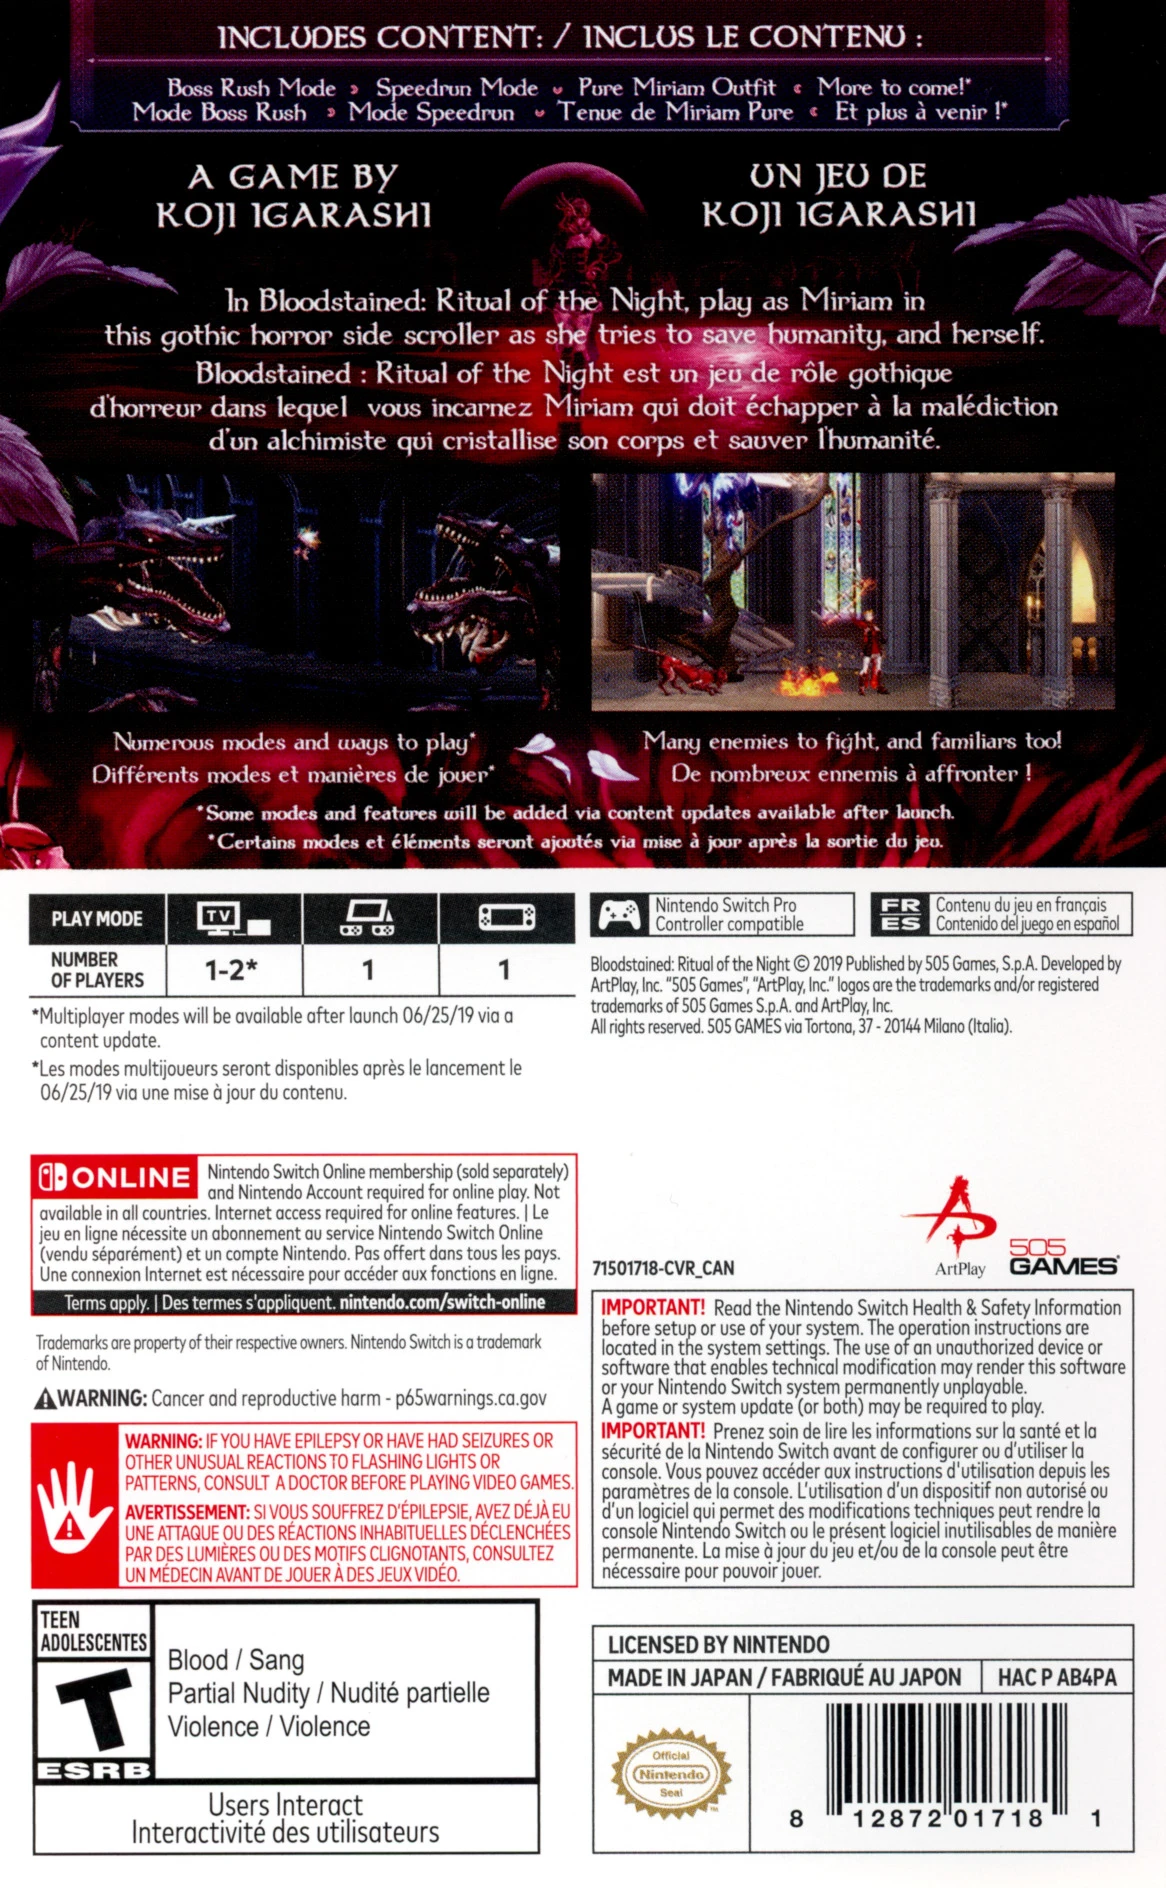 INCLUDES CONTENT: / INCLUS LE CONTENU :
Boss Rush Mode Speedrun Mode Pure Miriam Outfit More to come!*
Mode Boss Rush Mode Speedrun Tenue de Miriam Pure Et plus à venir !*
A GAME BY
KOJI IGARASHI
UN JEU DE
KOJI IGARASHI
In Bloodstained: Ritual of the Night, play as Miriam in
this gothic horror side scroller as she tries to save humanity, and herself.
Bloodstained : Ritual of the Night est un jeu de rôle gothique
d'horreur dans lequel vous incarnez Miriam qui doit échapper à la malédiction
d'un alchimiste qui cristallise son corps et sauver l'humanité.
Numerous modes and ways to play*
Différents modes et manières de jouer*
Many enemies to fight, and familiars too!
De nombreux ennemis à affronter !
*Some modes and features will be added via content updates available after launch.
*Certains modes et éléments seront ajoutés via mise à jour après la sortie du jeu.
PLAY MODE TV
NUMBER
OF PLAYERS
1-2* 1 1
*Multiplayer modes will be available after launch 06/25/19 via a
content update.
*Les modes multijoueurs seront disponibles après le lancement le
06/25/19 via une mise à jour du contenu.
Nintendo Switch Pro
Controller compatible
FR Contenu du jeu en français
ES Contenido del juego en español
Bloodstained: Ritual of the Night © 2019 Published by 505 Games, S.p.A. Developed by
ArtPlay, Inc. "505 Games", "ArtPlay, Inc." logos are the trademarks and/or registered
trademarks of 505 Games S.p.A. and ArtPlay, Inc.
All rights reserved. 505 GAMES via Tortona, 37 - 20144 Milano (Italia).
ONLINE Nintendo Switch Online membership (sold separately)
and Nintendo Account required for online play. Not
available in all countries. Internet access required for online features. | Le
jeu en ligne nécessite un abonnement au service Nintendo Switch Online
(vendu séparément) et un compte Nintendo. Pas offert dans tous les pays.
Une connexion Internet est nécessaire pour accéder aux fonctions en ligne.
Terms apply. | Des termes s'appliquent. nintendo.com/switch-online
Trademarks are property of their respective owners. Nintendo Switch is a trademark
of Nintendo.
WARNING: Cancer and reproductive harm - p65warnings.ca.gov
WARNING: IF YOU HAVE EPILEPSY OR HAVE HAD SEIZURES OR
OTHER UNUSUAL REACTIONS TO FLASHING LIGHTS OR
PATTERNS, CONSULT A DOCTOR BEFORE PLAYING VIDEO GAMES.
AVERTISSEMENT: SI VOUS SOUFFREZ D'ÉPILEPSIE, AVEZ DÉJÀ EU
UNE ATTAQUE OU DES RÉACTIONS INHABITUELLES DÉCLENCHÉES
PAR DES LUMIÈRES OU DES MOTIFS CLIGNOTANTS, CONSULTEZ
UN MÉDECIN AVANT DE JOUER À DES JEUX VIDÉO.
71501718-CVR_CAN
ArtPlay
505
GAMES
IMPORTANT! Read the Nintendo Switch Health & Safety Information
before setup or use of your system. The operation instructions are
located in the system settings. The use of an unauthorized device or
software that enables technical modification may render this software
or your Nintendo Switch system permanently unplayable.
A game or system update (or both) may be required to play.
IMPORTANT! Prenez soin de lire les informations sur la santé et la
sécurité de la Nintendo Switch avant de configurer ou d'utiliser la
console. Vous pouvez accéder aux instructions d'utilisation depuis les
paramètres de la console. L'utilisation d'un dispositif non autorisé ou
d'un logiciel qui permet des modifications techniques peut rendre la
console Nintendo Switch ou le présent logiciel inutilisables de manière
permanente. La mise à jour du jeu et/ou de la console peut être
nécessaire pour pouvoir jouer.
TEEN
ADOLESCENTES
T
ESRB
Blood / Sang
Partial Nudity / Nudité partielle
Violence / Violence
Users Interact
Interactivité des utilisateurs
LICENSED BY NINTENDO
MADE IN JAPAN / FABRIQUÉ AU JAPON HAC P AB4PA
Official
Nintendo
Seal
8 12872 01718 1